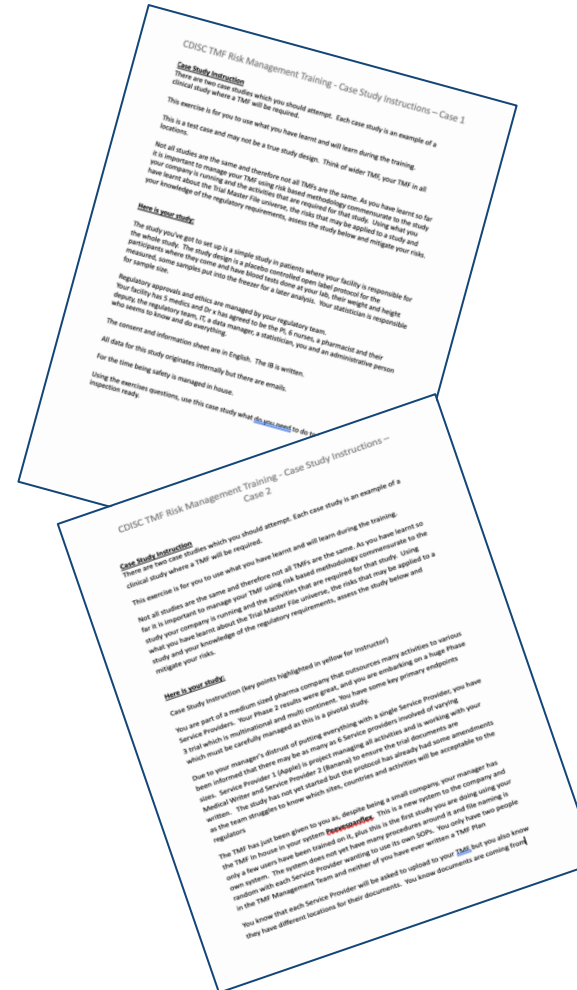 CDISC TMF Risk Management Training - Case Study Instructions – Case 1
Case Study Instruction
There are two case studies which you should attempt. Each case study is an example of a
clinical study where a TMF will be required.
This exercise is for you to use what you have learnt and will learn during the training.
This is a test case and may not be a true study design. Think of wider TMF, your TMF in all
locations.
Not all studies are the same and therefore not all TMFs are the same. As you have learnt so far
it is important to manage your TMF using risk based methodology commensurate to the study
your company is running and the activities that are required for that study. Using what you
have learnt about the Trial Master File universe, the risks that may be applied to a study and
your knowledge of the regulatory requirements, assess the study below and mitigate your risks.
Here is your study:
The study you've got to set up is a simple study in patients where your facility is responsible for
the whole study. The study design is a placebo controlled open label protocol for the
participants where they come and have blood tests done at your lab, their weight and height
measured, some samples put into the freezer for a later analysis. Your statistician is responsible
for sample size.
Regulatory approvals and ethics are managed by your regulatory team.
Your facility has 5 medics and Dr x has agreed to be the PI, 6 nurses, a pharmacist and their
deputy, the regulatory team, IT, a data manager, a statistician, you and an administrative person
who seems to know and do everything.
The consent and information sheet are in English. The IB is written.
All data for this study originates internally but there are emails.
For the time being safety is managed in house.
Using the exercises questions, use this case study what do you need to do to
inspection ready.
CDISC TMF Risk Management Training - Case Study Instructions –
Case 2
Case Study Instruction
There are two case studies which you should attempt. Each case study is an example of a
clinical study where a TMF will be required.
This exercise is for you to use what you have learnt and will learn during the training.
Not all studies are the same and therefore not all TMFs are the same. As you have learnt so
far it is important to manage your TMF using risk based methodology commensurate to the
study your company is running and the activities that are required for that study. Using
what you have learnt about the Trial Master File universe, the risks that may be applied to a
study and your knowledge of the regulatory requirements, assess the study below and
mitigate your risks.
Here is your study:
Case Study Instruction (key points highlighted in yellow for instructor)
You are part of a medium sized pharma company that outsources many activities to various
Service Providers. Your Phase 2 results were great, and you are embarking on a huge Phase
3 trial which is multinational and multi continent. You have some key primary endpoints
which must be carefully managed as this is a pivotal study.
Due to your manager's distrust of putting everything with a single Service Provider, you have
been informed that there may be as many as 6 Service providers involved of varying
sizes. Service Provider 1 (Apple) is project managing all activities and is working with your
Medical Writer and Service Provider 2 (Banana) to ensure the trial documents are
written. The study has not yet started but the protocol has already had some amendments
as the team struggles to know which sites, countries and activities will be acceptable to the
regulators
The TMF has just been given to you as, despite being a small company, your manager has
the TMF in house in your system This is a new system to the company and
only a few users have been trained on it, plus this is the first study you are doing using your
own system. The system does not yet have many procedures around it and file naming is
random with each Service Provider wanting to use its own SOPs. You only have two people
in the TMF Management Team and neither of you have ever written a TMF Plan
You know that each Service Provider will be asked to upload to your TMF but you also know
they have different locations for their documents. You know documents are coming from